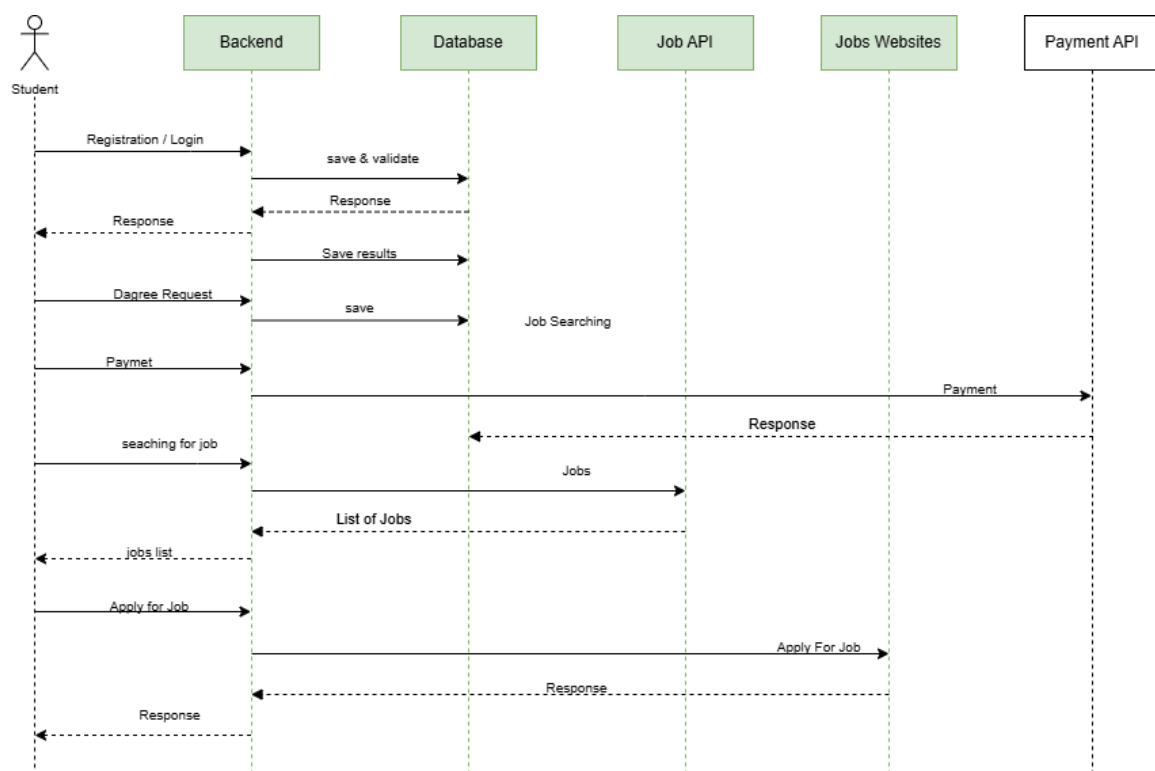 Backend
Database
Job API
Jobs Websites
Payment API
Student
Registration / Login
save & validate
Response
Response
Save results
Dagree Request
save
Job Searching
Paymet
Payment
Response
seaching for job
Jobs
List of Jobs
jobs list
Apply for Job
Apply For Job
Response
Response